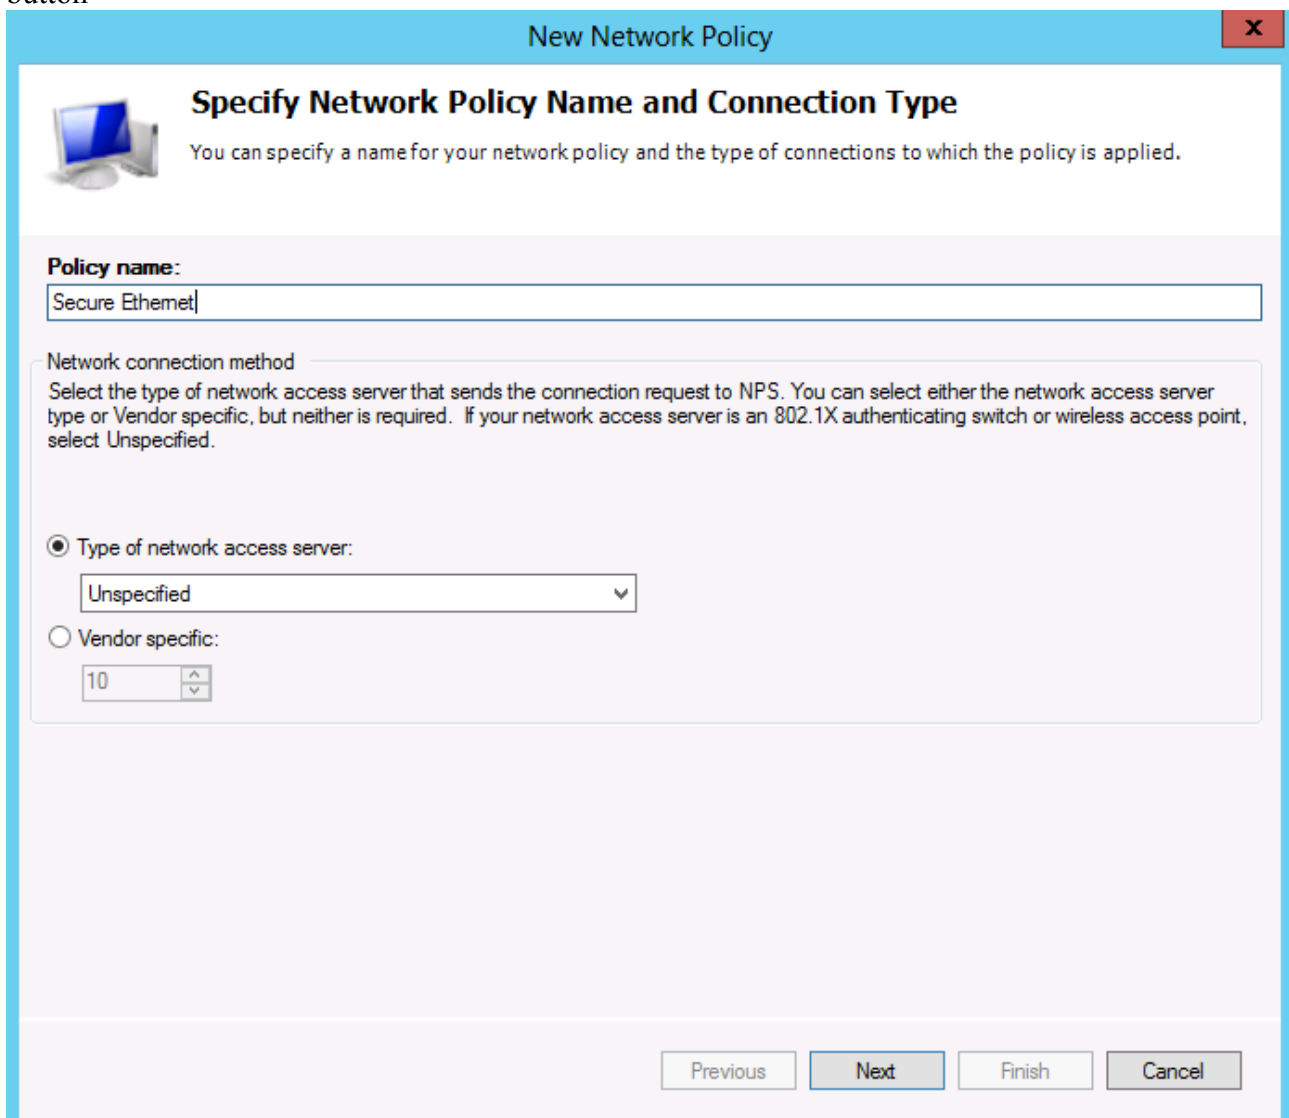 button
New Network Policy
x
Specify Network Policy Name and Connection Type
You can specify a name for your network policy and the type of connections to which the policy is applied.
Policy name:
Secure Ethernet
Network connection method
Select the type of network access server that sends the connection request to NPS. You can select either the network access server
type or Vendor specific, but neither is required.  If your network access server is an 802.1X authenticating switch or wireless access point,
select Unspecified.
Type of network access server:
Unspecified
Vendor specific:
10
Previous Next Finish Cancel